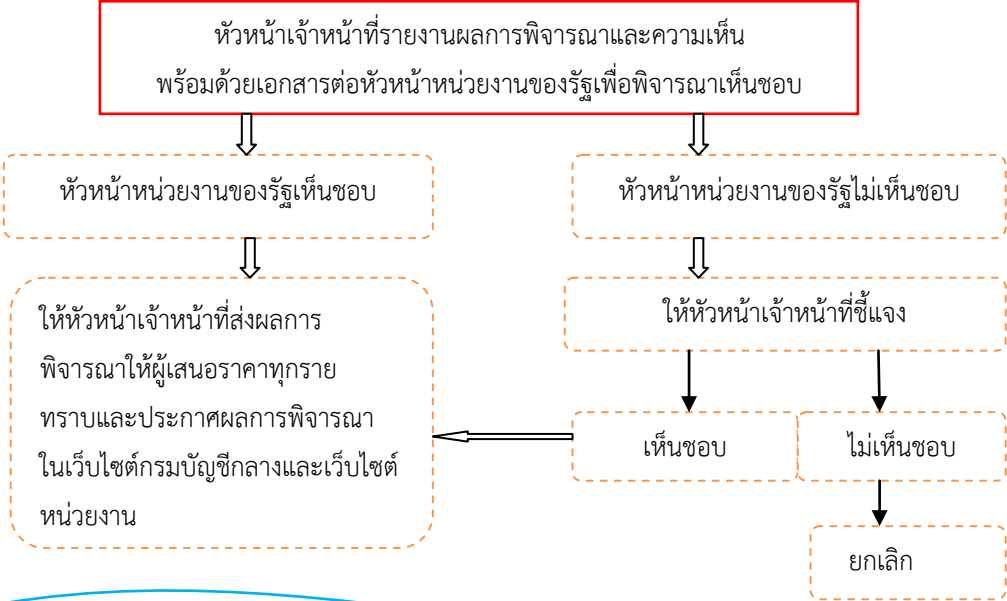 หัวหน้าเจ้าหน้าที่รายงานผลการพิจารณาและความเห็น
พร้อมด้วยเอกสารต่อหัวหน้าหน่วยงานของรัฐเพื่อพิจารณาเห็นชอบ
หัวหน้าหน่วยงานของรัฐเห็นชอบ
หัวหน้าหน่วยงานของรัฐไม่เห็นชอบ
ให้หัวหน้าเจ้าหน้าที่ส่งผลการ
พิจารณาให้ผู้เสนอราคาทุกราย
ทราบและประกาศผลการพิจารณา
ในเว็บไซต์กรมบัญชีกลางและเว็บไซต์
หน่วยงาน
ให้หัวหน้าเจ้าหน้าที่ชี้แจง
เห็นชอบ
ไม่เห็นชอบ
ยกเลิก